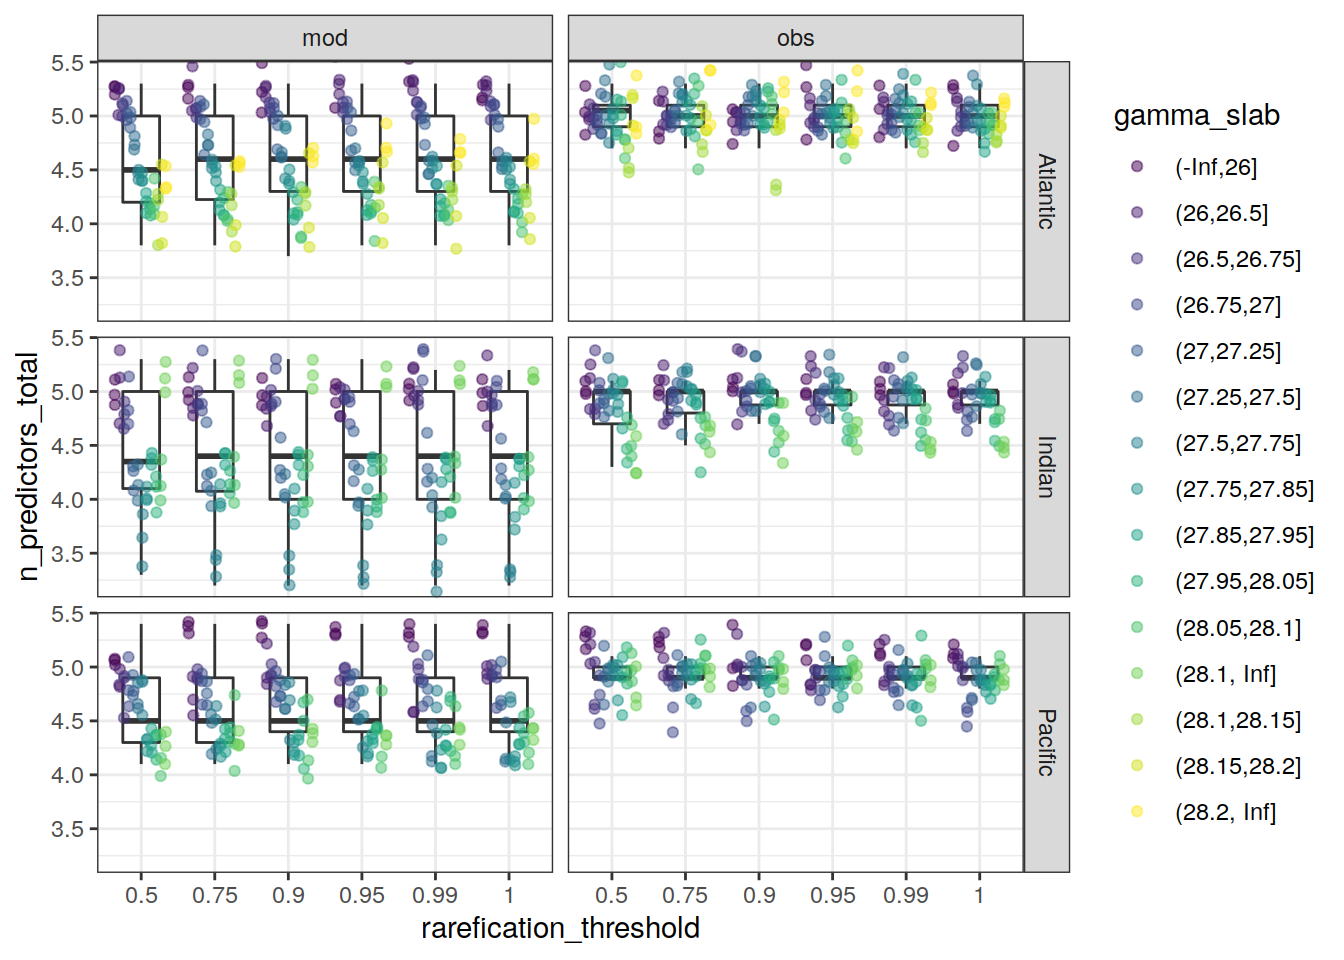 mod
obs
5.5
5.0
4.5
4.0
3.5
Atlantic
5.5
5.0
4.5
4.0
3.5
Indian
5.5
5.0
4.5
4.0
3.5
Pacific
n_predictors_total
0.5 0.75 0.9 0.95 0.99 1
0.5 0.75 0.9 0.95 0.99 1
rarefication_threshold
gamma_slab
(-Inf,26]
(26,26.5]
(26.5,26.75]
(26.75,27]
(27,27.25]
(27.25,27.5]
(27.5,27.75]
(27.75,27.85]
(27.85,27.95]
(27.95,28.05]
(28.05,28.1]
(28.1, Inf]
(28.1,28.15]
(28.15,28.2]
(28.2, Inf]